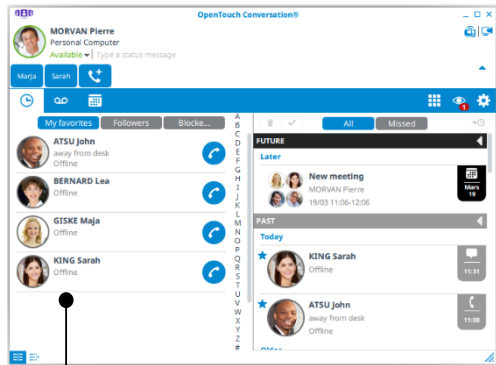 OpenTouch Conversation®
MORVAN Pierre
Personal Computer
Available Type a status message
Marja Sarah
1
My favorites Followers Blocke...
ATSU John
away from desk
Offline
BERNARD Lea
Offline
GISKE Maja
Offline
KING Sarah
Offline
A
B
C
D
E
F
G
H
I
J
K
L
M
N
O
P
Q
R
S
T
U
V
W
X
Y
Z
#
All Missed
FUTURE
Later
New meeting
MORVAN Pierre
19/03 11:06-12:06
Mars
19
PAST
Today
KING Sarah
Offline
11:31
ATSU John
away from desk
Offline
11:08
Older